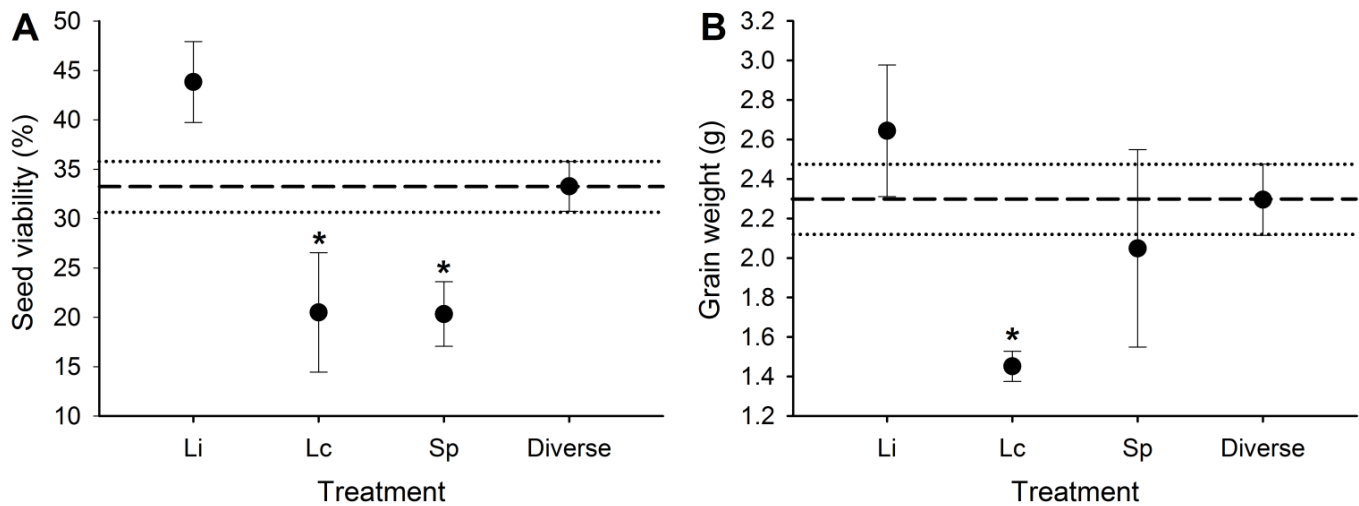 A
Seed viability (%)
50
45
40
35
30
25
20
15
10
*
*
Li Lc Sp Diverse
Treatment
B
Grain weight (g)
3.2
3.0
2.8
2.6
2.4
2.2
2.0
1.8
1.6
1.4
1.2
*
Li Lc Sp Diverse
Treatment